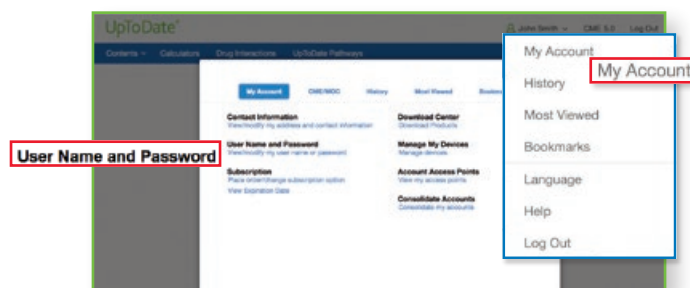 UpToDate®
John Smith CME 5.0 Log Out
Contents Calculators Drug Interactions UpToDate Pathways
My Account CME/MOC History Most Viewed
Contact Information
View/modify my address and contact information
User Name and Password
View/modify my user name or password
Subscription
Place order/change subscription option
View Expiration Date
Download Center
Download Products
Manage My Devices
Manage devices
Account Access Points
View my access points
Consolidate Accounts
Consolidate my accounts
User Name and Password
My Account
My Account
History
Most Viewed
Bookmarks
Language
Help
Log Out